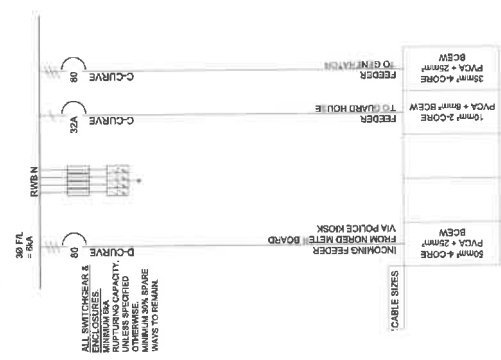 3Ø F/L
= 6kA
RWB N
80
C-CURVE
FEEDER
TO GENERATOR
35mm² 4-CORE
PVCA + 25mm²
BCEW
32A
C-CURVE
FEEDER
TO GUARD HOUSE
10mm² 2-CORE
PVCA + 6mm² BCEW
80
D-CURVE
INCOMING FEEDER
FROM NORED METE BOARD
VIA POLICE KIOSK
50mm² 4-CORE
PVCA + 25mm²
BCEW
ALL SWITCHGEAR &
ENCLOSURES.
MINIMUM 6kA
RUPTURING CAPACITY.
UNLESS SPECIFIED
OTHERWISE.
MINIMUM 30% SPARE
WAYS TO REMAIN.
CABLE SIZES